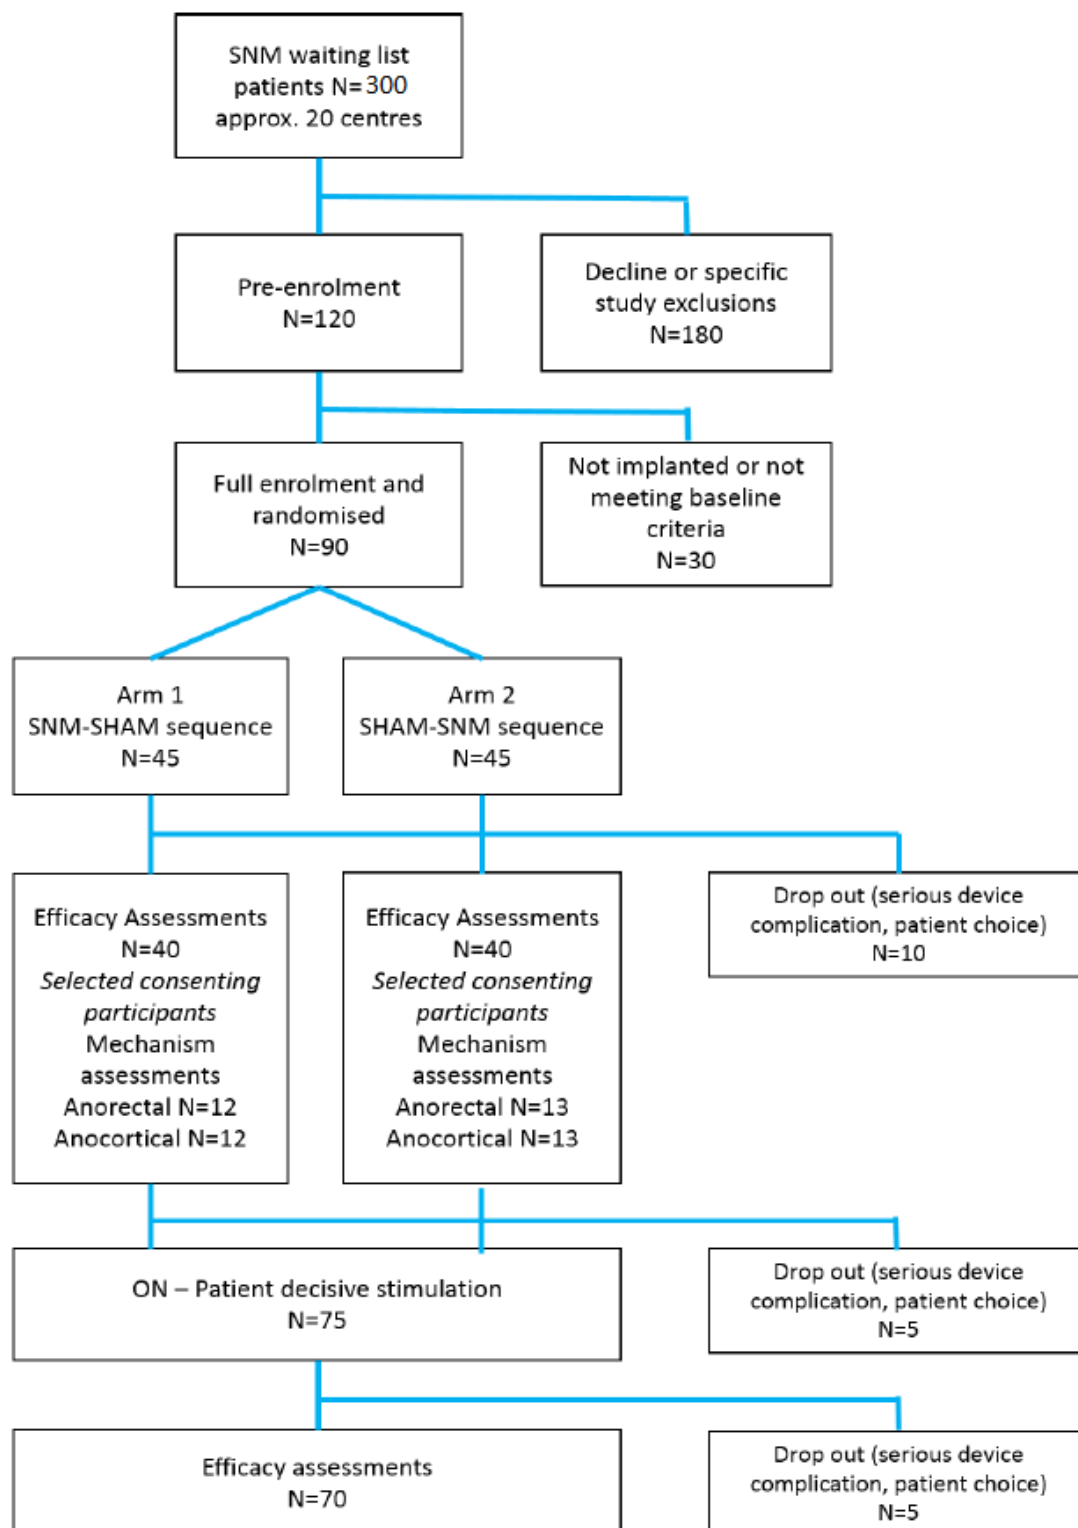 SNM waiting list
patients N=300
approx. 20 centres
Pre-enrolment
N=120
Decline or specific
study exclusions
N=180
Full enrolment and
randomised
N=90
Not implanted or not
meeting baseline
criteria
N=30
Arm 1
SNM-SHAM sequence
N=45
Arm 2
SHAM-SNM sequence
N=45
Efficacy Assessments
N=40
Selected consenting
participants
Mechanism
assessments
Anorectal N=12
Anocortical N=12
Efficacy Assessments
N=40
Selected consenting
participants
Mechanism
assessments
Anorectal N=13
Anocortical N=13
Drop out (serious device
complication, patient choice)
N=10
ON – Patient decisive stimulation
N=75
Drop out (serious device
complication, patient choice)
N=5
Efficacy assessments
N=70
Drop out (serious device
complication, patient choice)
N=5